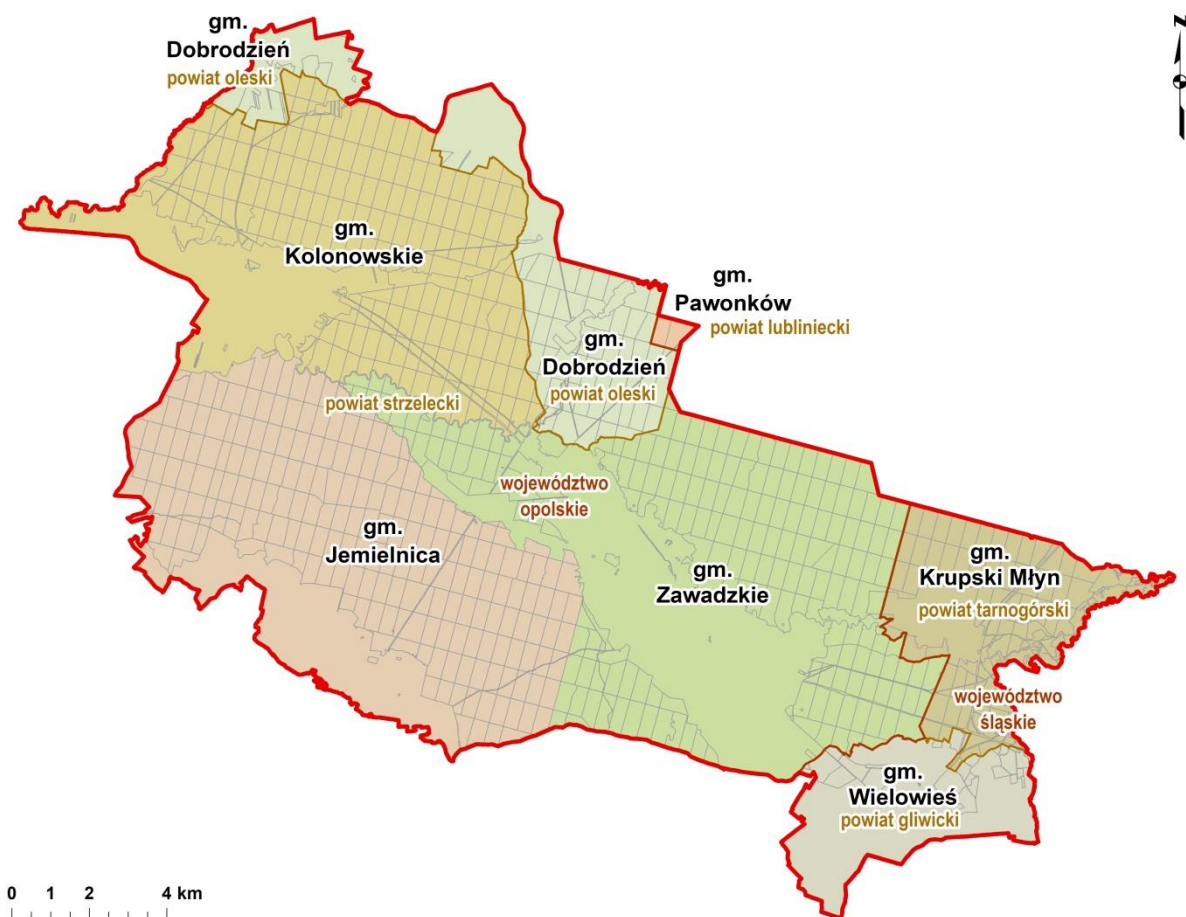 gm.
Dobrodzień
powiat oleski
N
gm.
Kolonowskie
gm.
Pawonków
powiat lubliniecki
gm.
Dobrodzień
powiat oleski
powiat strzelecki
województwo
opolskie
gm.
Jemielnica
gm.
Zawadzkie
gm.
Krupski Młyn
powiat tarnogórski
województwo
śląskie
gm.
Wielowieś
powiat gliwicki
0 1 2 4 km